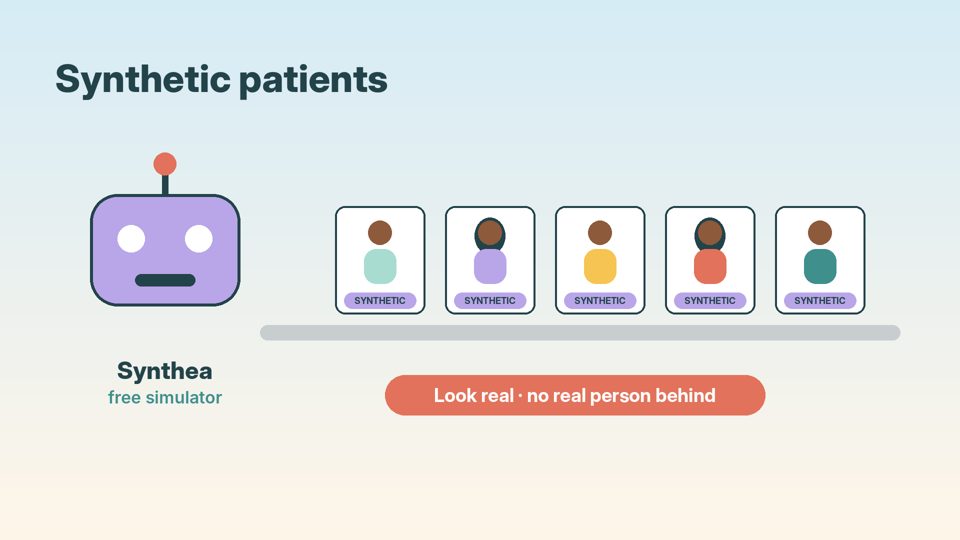 Synthetic patients
SYNTHETIC
SYNTHETIC
SYNTHETIC
SYNTHETIC
SYNTHETIC
Synthea
free simulator
Look real · no real person behind